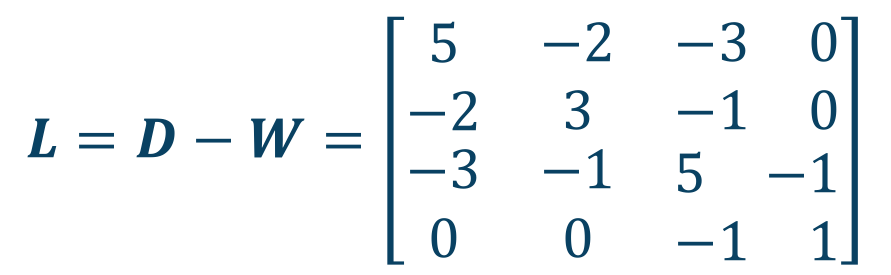 5 −2 −3 0
−2 3 −1 0
L = D − W =
−3 −1 5 −1
0 0 −1 1